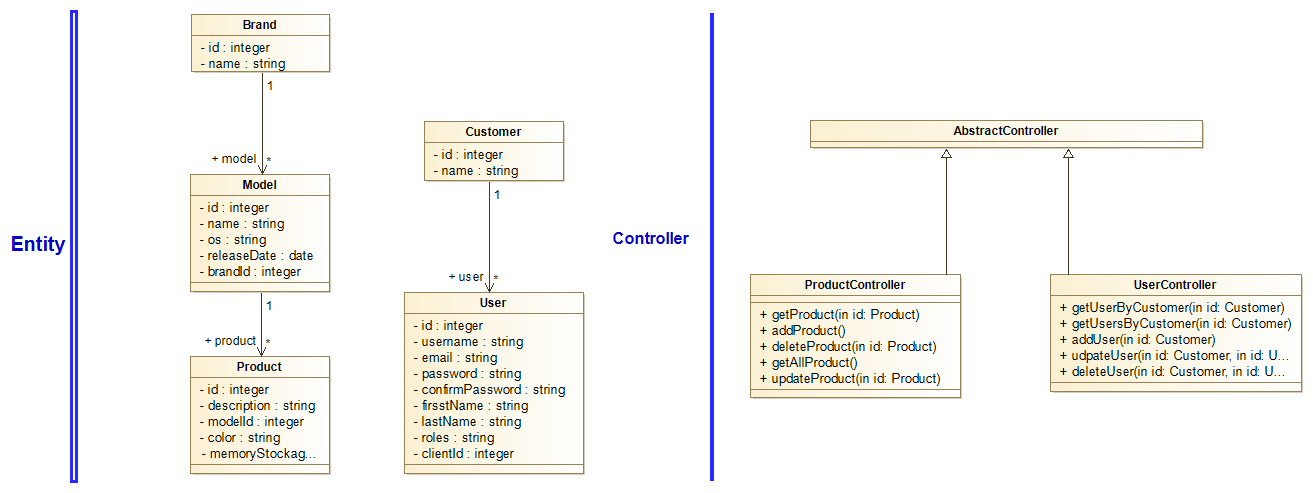 Entity
Brand
- id : integer
- name : string
1
+ model
*
Model
- id : integer
- name : string
- os : string
- releaseDate : date
- brandId : integer
1
+ product
*
Product
- id : integer
- description : string
- modelId : integer
- color : string
- memoryStockag...
Customer
- id : integer
- name : string
1
+ user
*
User
- id : integer
- username : string
- email : string
- password : string
- confirmPassword : string
- firsstName : string
- lastName : string
- roles : string
- clientId : integer
Controller
AbstractController
ProductController
+ getProduct(in id: Product)
+ addProduct()
+ deleteProduct(in id: Product)
+ getAllProduct()
+ updateProduct(in id: Product)
UserController
+ getUserByCustomer(in id: Customer)
+ getUsersByCustomer(in id: Customer)
+ addUser(in id: Customer)
+ udpateUser(in id: Customer, in id: U...
+ deleteUser(in id: Customer, in id: U...